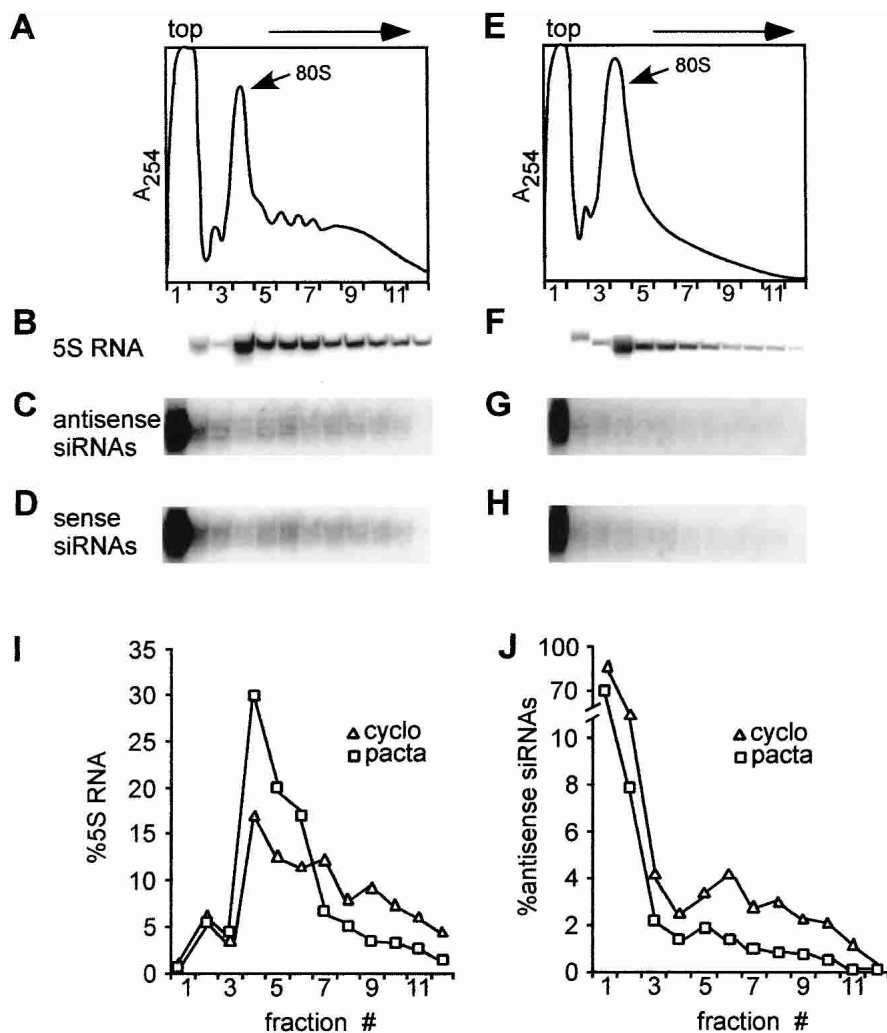 A
top
80S
A254
1 3 5 7 9 11
E
top
80S
A254
1 3 5 7 9 11
B
5S RNA
F
C
antisense
siRNAs
G
D
sense
siRNAs
H
I
%5S RNA
35
30
25
20
15
10
5
0
cyclo
pacta
1 3 5 7 9 11
fraction #
J
%antisense siRNAs
100
70
10
8
6
4
2
0
cyclo
pacta
1 3 5 7 9 11
fraction #